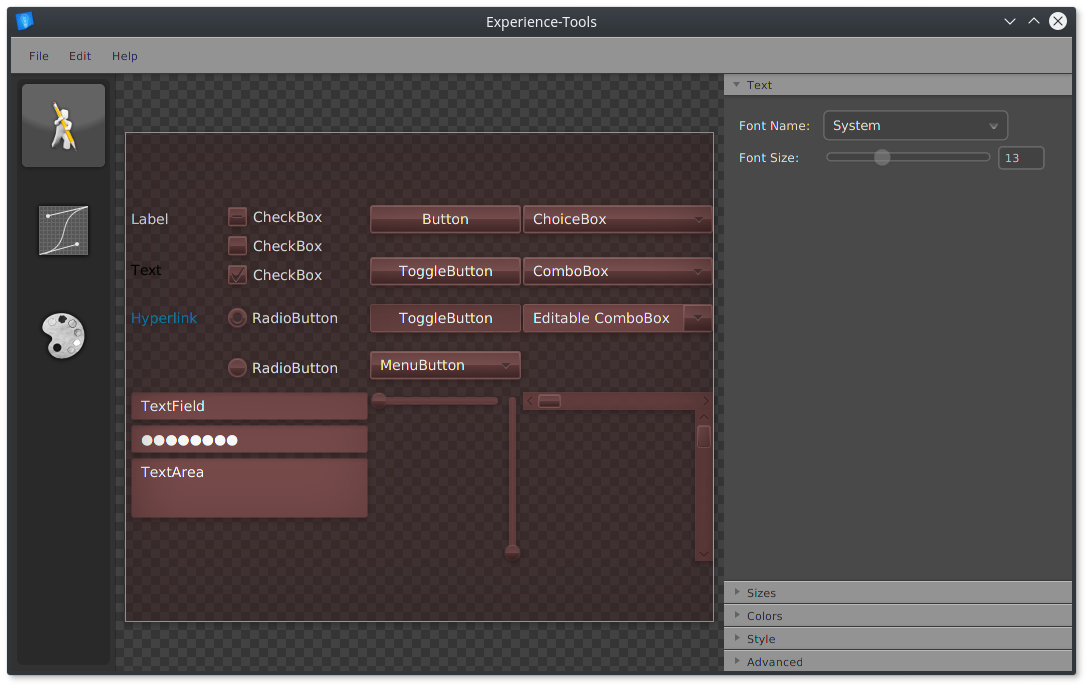 Experience-Tools
File Edit Help
Text
Font Name: System
Font Size: 13
Label CheckBox Button ChoiceBox
CheckBox
Text CheckBox ToggleButton ComboBox
Hyperlink RadioButton ToggleButton Editable ComboBox
RadioButton MenuButton
TextField
●●●●●●●●
TextArea
Sizes
Colors
Style
Advanced